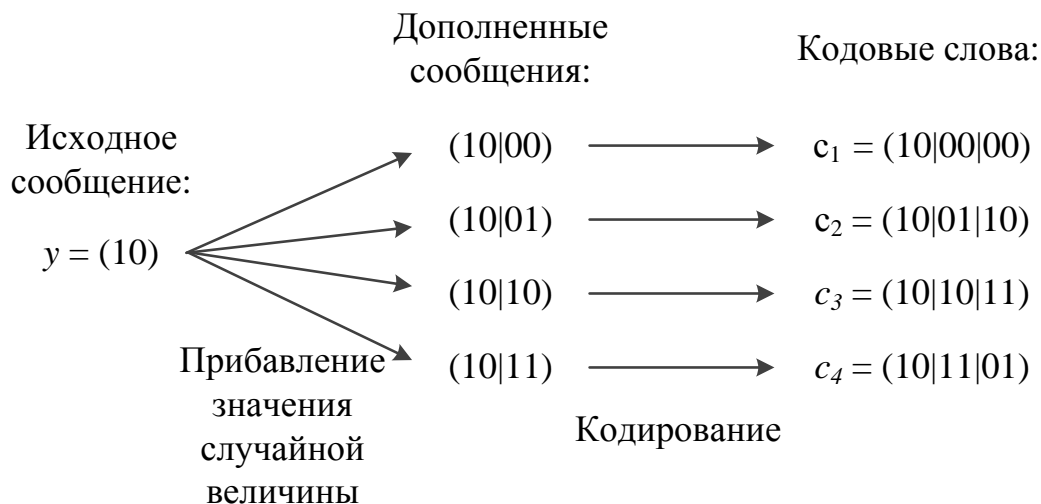 Исходное
сообщение:
y = (10)
Прибавление
значения
случайной
величины
Дополненные
сообщения:
(10|00)
(10|01)
(10|10)
(10|11)
Кодирование
Кодовые слова:
c₁ = (10|00|00)
c₂ = (10|01|10)
c₃ = (10|10|11)
c₄ = (10|11|01)